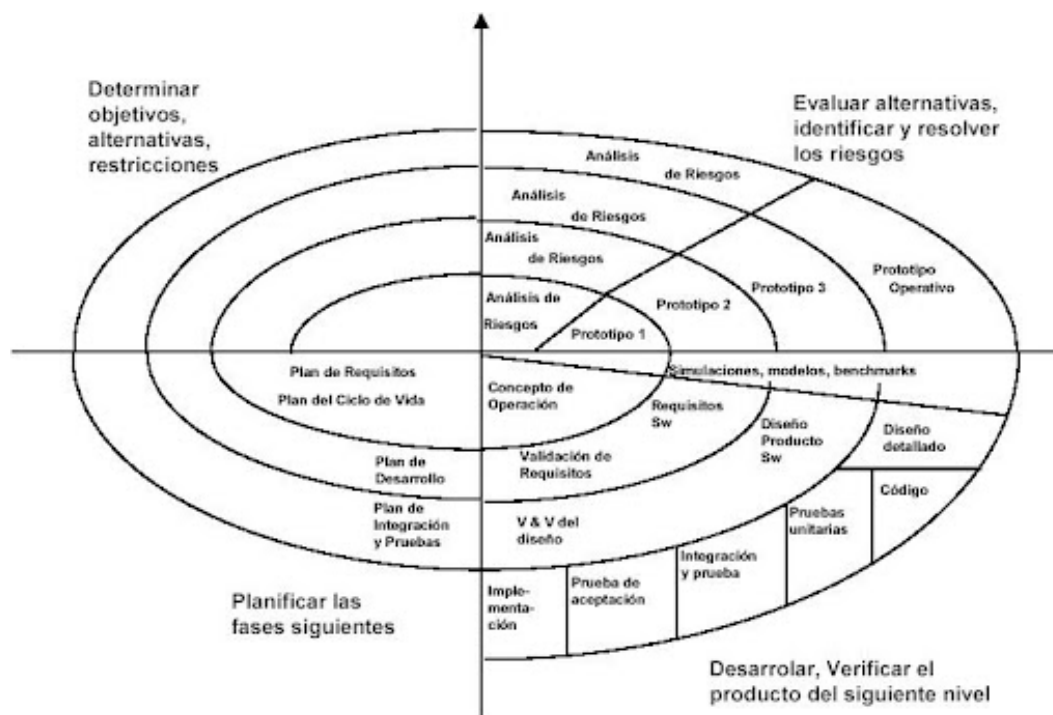 Determinar
objetivos,
alternativas,
restricciones
Evaluar alternativas,
identificar y resolver
los riesgos
Análisis
de Riesgos
Análisis
de Riesgos
Análisis
de Riesgos
Análisis de
Riesgos
Prototipo 1
Prototipo 2
Prototipo 3
Prototipo
Operativo
Simulaciones, modelos, benchmarks
Plan de Requisitos
Plan del Ciclo de Vida
Concepto de
Operación
Requisitos
Sw
Diseño
Producto
Sw
Diseño
detallado
Plan de
Desarrollo
Validación de
Requisitos
Código
Plan de
Integración
y Pruebas
V & V del
diseño
Pruebas
unitarias
Integración
y prueba
Prueba de
aceptación
Imple-
menta-
ción
Planificar las
fases siguientes
Desarrolar, Verificar el
producto del siguiente nivel